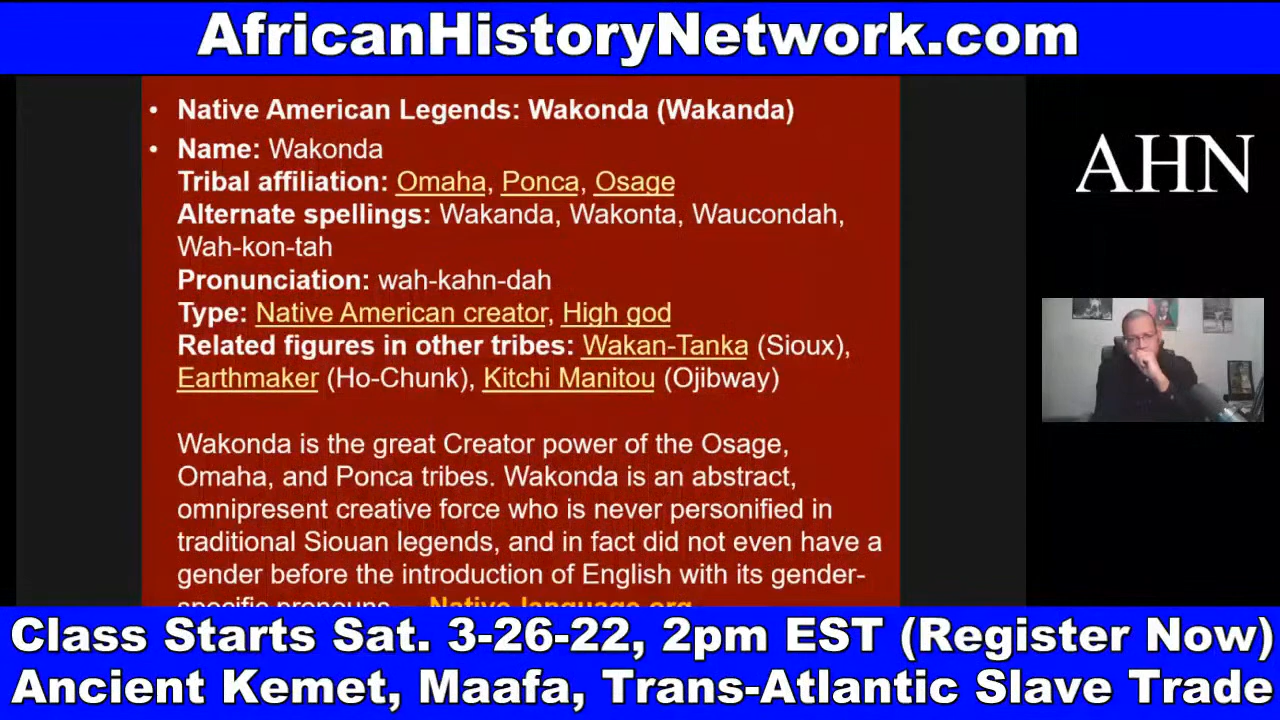 AfricanHistoryNetwork.com
• Native American Legends: Wakonda (Wakanda)
• Name: Wakonda
Tribal affiliation: Omaha, Ponca, Osage
Alternate spellings: Wakanda, Wakonta, Waucondah,
Wah-kon-tah
Pronunciation: wah-kahn-dah
Type: Native American creator, High god
Related figures in other tribes: Wakan-Tanka (Sioux),
Earthmaker (Ho-Chunk), Kitchi Manitou (Ojibway)
Wakonda is the great Creator power of the Osage,
Omaha, and Ponca tribes. Wakonda is an abstract,
omnipresent creative force who is never personified in
traditional Siouan legends, and in fact did not even have a
gender before the introduction of English with its gender-
specific pronouns. Native-language.org
AHN
Class Starts Sat. 3-26-22, 2pm EST (Register Now)
Ancient Kemet, Maafa, Trans-Atlantic Slave Trade